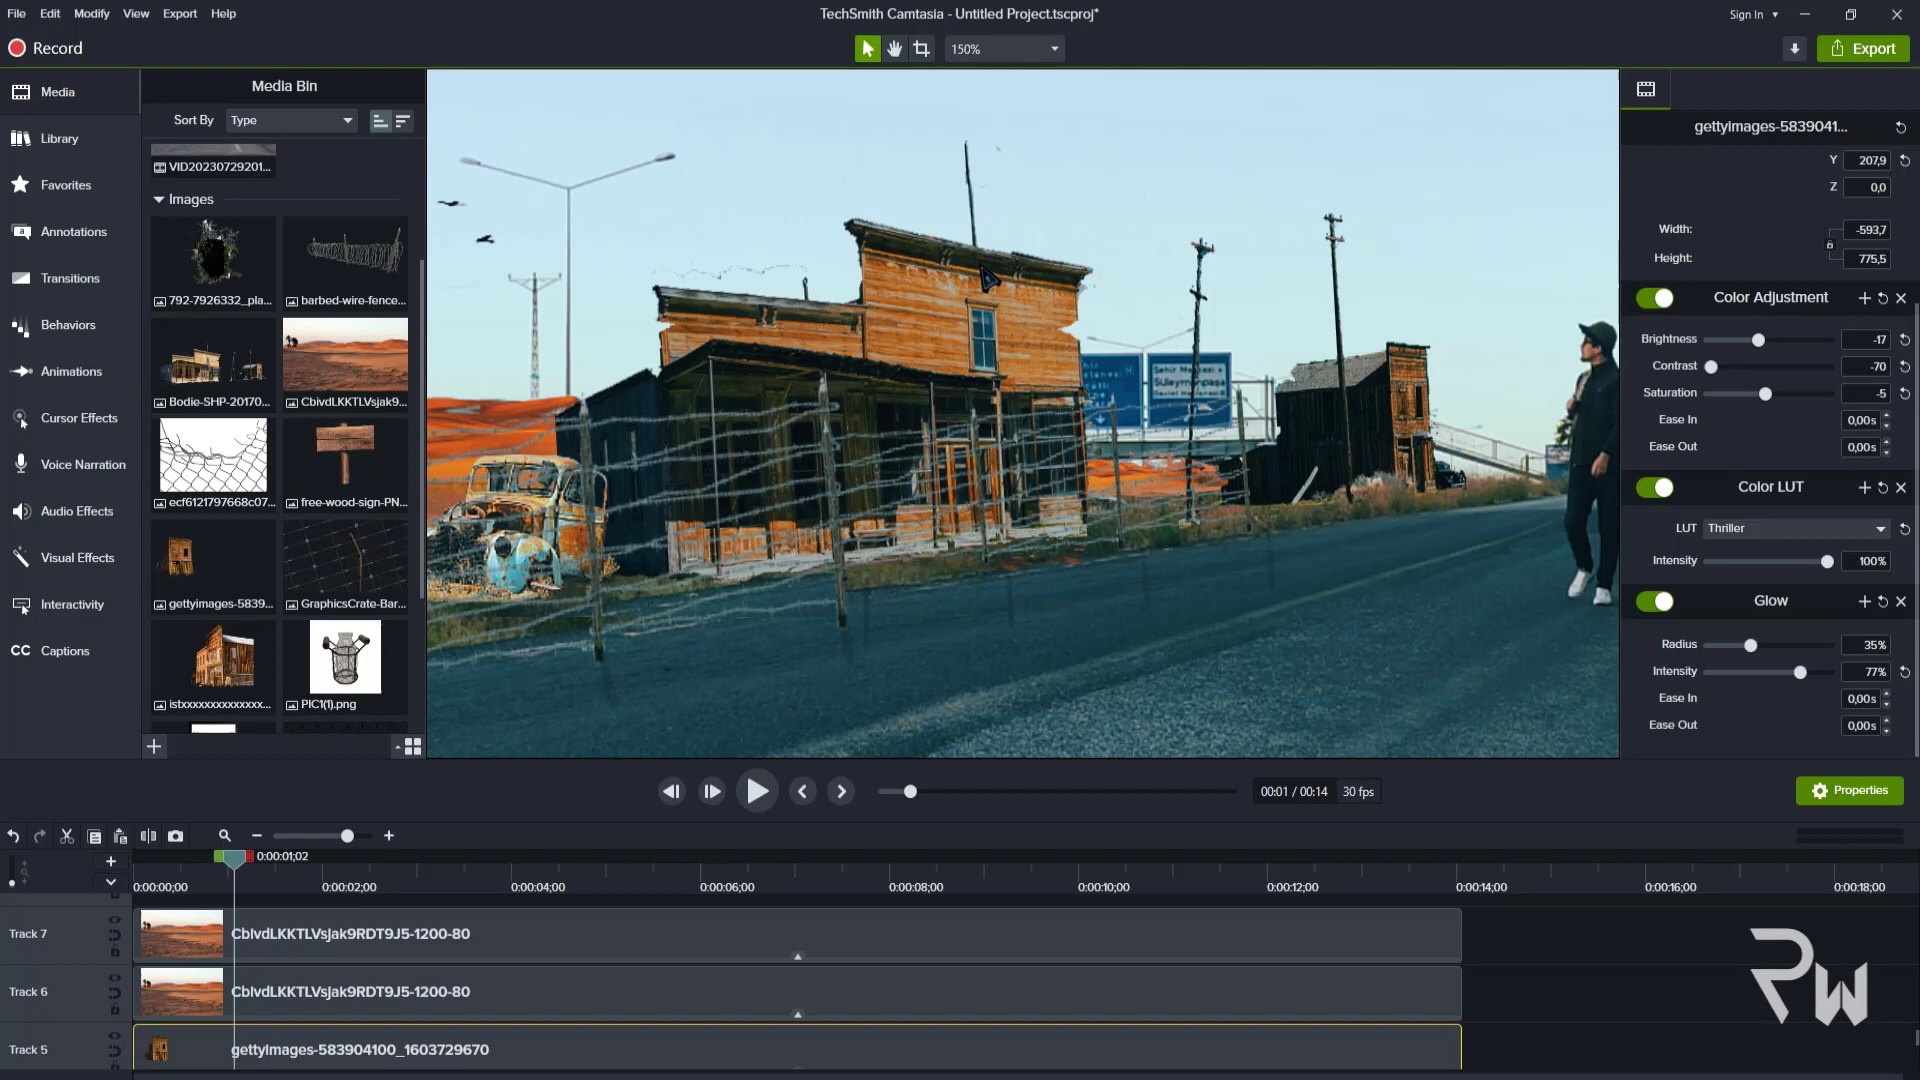 File Edit Modify View Export Help
TechSmith Camtasia - Untitled Project.tscproj*
Sign In
Record
150%
Export
Media
Library
Favorites
Annotations
Transitions
Behaviors
Animations
Cursor Effects
Voice Narration
Audio Effects
Visual Effects
Interactivity
CC Captions
Media Bin
Sort By Type
VID20230729201...
Images
792-7926332_pla...
barbed-wire-fence...
Bodie-SHP-20170...
CbivdLKKTLVsjak9...
ecf6121797668c07...
free-wood-sign-PN...
gettyimages-5839...
GraphicsCrate-Bar...
istxxxxxxxxxxxxxx...
PIC1(1).png
gettyimages-5839041...
Y 207,9
Z 0,0
Width: -593,7
Height: 775,5
Color Adjustment
Brightness -17
Contrast -70
Saturation -5
Ease In 0,00s
Ease Out 0,00s
Color LUT
LUT Thriller
Intensity 100%
Glow
Radius 35%
Intensity 77%
Ease In 0,00s
Ease Out 0,00s
00:01 / 00:14 30 fps
Properties
0:00:01;02
0:00:00;00 0:00:02;00 0:00:04;00 0:00:06;00 0:00:08;00 0:00:10;00 0:00:12;00 0:00:14;00 0:00:16;00 0:00:18;00
Track 7 CbivdLKKTLVsjak9RDT9J5-1200-80
Track 6 CbivdLKKTLVsjak9RDT9J5-1200-80
Track 5 gettyimages-583904100_1603729670
RW